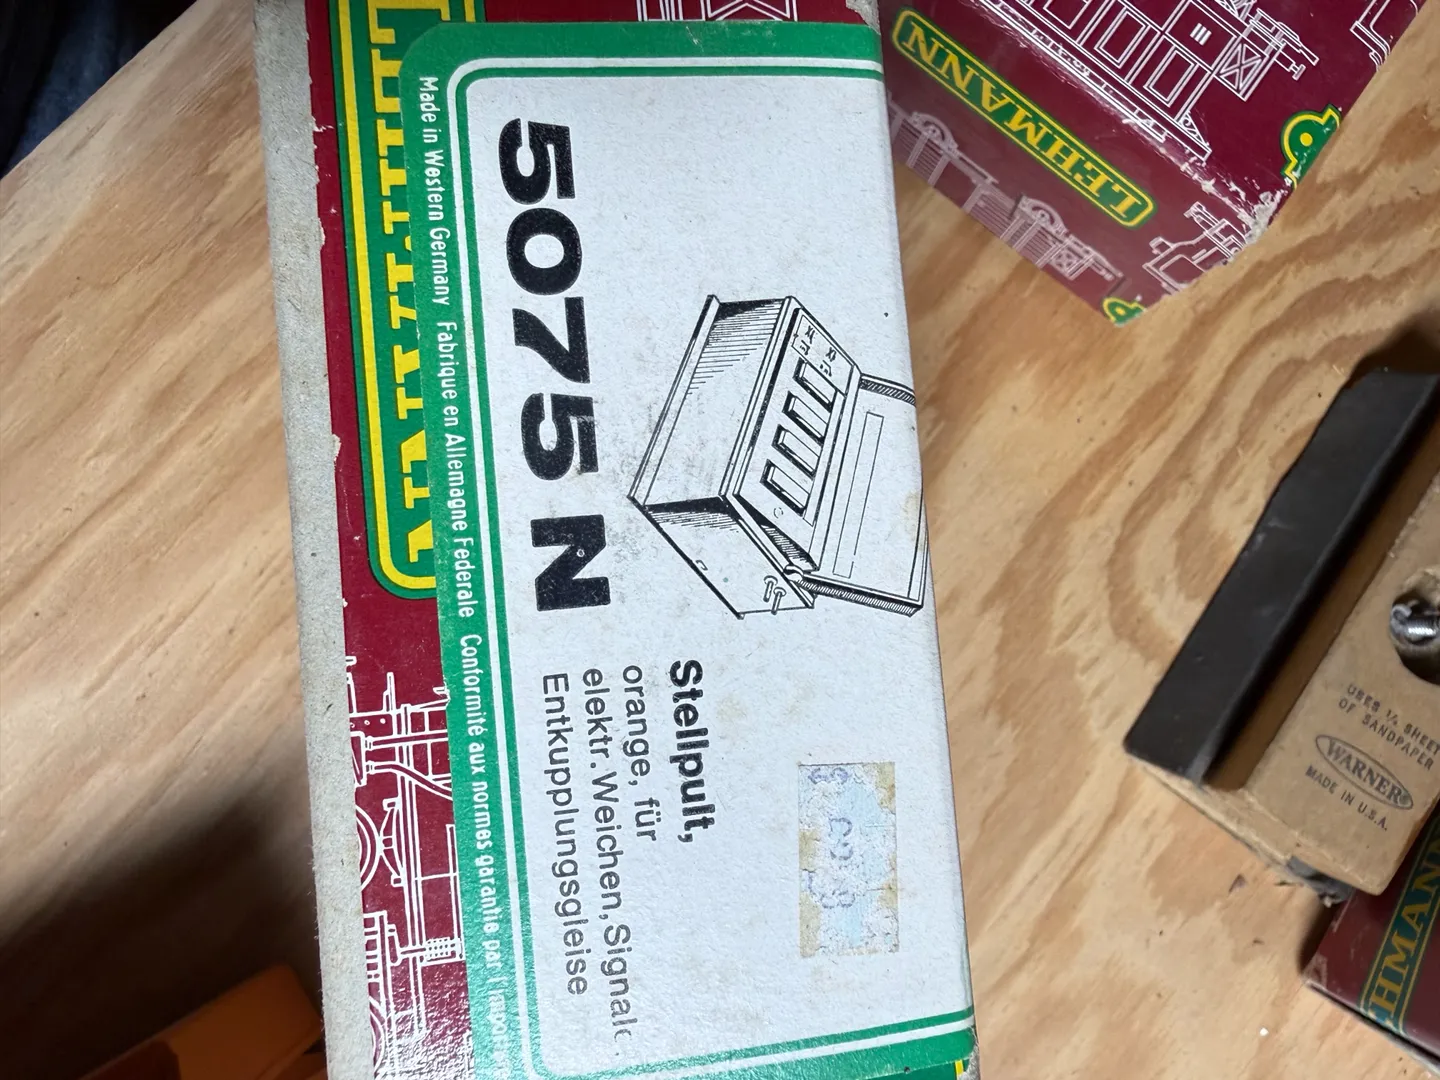 5075 N
Stellpult,
orange, für
elektr. Weichen, Signale
Entkupplungsgleise
Made in Western Germany Fabrique en Allemagne Federale Conformité aux normes garantie par
LEHMANN
USES ¼ SHEET
OF SANDPAPER
WARNER®
MADE IN U.S.A.